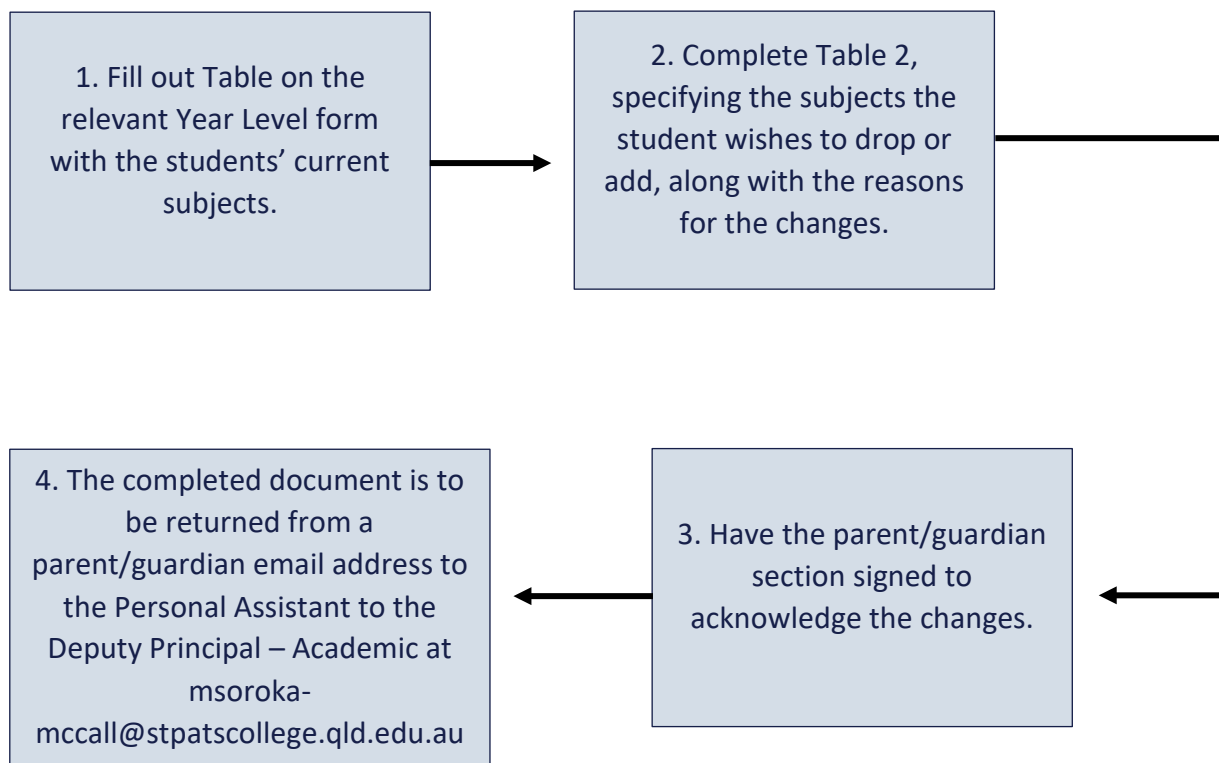 1. Fill out Table on the
relevant Year Level form
with the students’ current
subjects.
2. Complete Table 2,
specifying the subjects the
student wishes to drop or
add, along with the reasons
for the changes.
3. Have the parent/guardian
section signed to
acknowledge the changes.
4. The completed document is to
be returned from a
parent/guardian email address to
the Personal Assistant to the
Deputy Principal – Academic at
msoroka-
mccall@stpatscollege.qld.edu.au